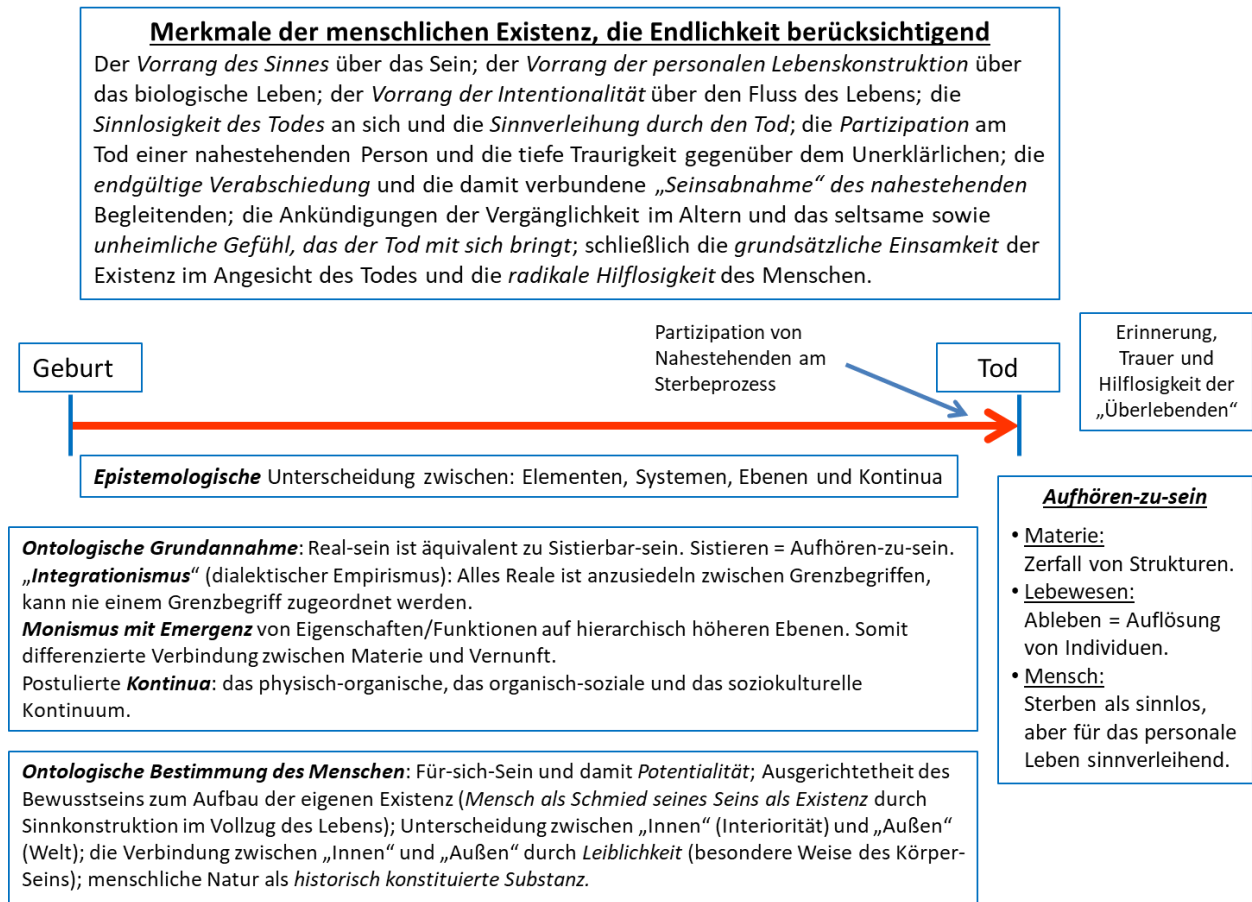 Merkmale der menschlichen Existenz, die Endlichkeit berücksichtigend
Der Vorrang des Sinnes über das Sein; der Vorrang der personalen Lebenskonstruktion über
das biologische Leben; der Vorrang der Intentionalität über den Fluss des Lebens; die
Sinnlosigkeit des Todes an sich und die Sinnverleihung durch den Tod; die Partizipation am
Tod einer nahestehenden Person und die tiefe Traurigkeit gegenüber dem Unerklärlichen; die
endgültige Verabschiedung und die damit verbundene „Seinsabnahme“ des nahestehenden
Begleitenden; die Ankündigungen der Vergänglichkeit im Altern und das seltsame sowie
unheimliche Gefühl, das der Tod mit sich bringt; schließlich die grundsätzliche Einsamkeit der
Existenz im Angesicht des Todes und die radikale Hilflosigkeit des Menschen.
Geburt
Partizipation von
Nahestehenden am
Sterbeprozess
Tod
Erinnerung,
Trauer und
Hilflosigkeit der
„Überlebenden“
Epistemologische Unterscheidung zwischen: Elementen, Systemen, Ebenen und Kontinua
Ontologische Grundannahme: Real-sein ist äquivalent zu Sistierbar-sein. Sistieren = Aufhören-zu-sein.
„Integrationismus“ (dialektischer Empirismus): Alles Reale ist anzusiedeln zwischen Grenzbegriffen,
kann nie einem Grenzbegriff zugeordnet werden.
Monismus mit Emergenz von Eigenschaften/Funktionen auf hierarchisch höheren Ebenen. Somit
differenzierte Verbindung zwischen Materie und Vernunft.
Postulierte Kontinua: das physisch-organische, das organisch-soziale und das soziokulturelle
Kontinuum.
Aufhören-zu-sein
• Materie:
Zerfall von Strukturen.
• Lebewesen:
Ableben = Auflösung
von Individuen.
• Mensch:
Sterben als sinnlos,
aber für das personale
Leben sinnverleihend.
Ontologische Bestimmung des Menschen: Für-sich-Sein und damit Potentialität; Ausgerichtetheit des
Bewusstseins zum Aufbau der eigenen Existenz (Mensch als Schmied seines Seins als Existenz durch
Sinnkonstruktion im Vollzug des Lebens); Unterscheidung zwischen „Innen“ (Interiorität) und „Außen“
(Welt); die Verbindung zwischen „Innen“ und „Außen“ durch Leiblichkeit (besondere Weise des Körper-
Seins); menschliche Natur als historisch konstituierte Substanz.